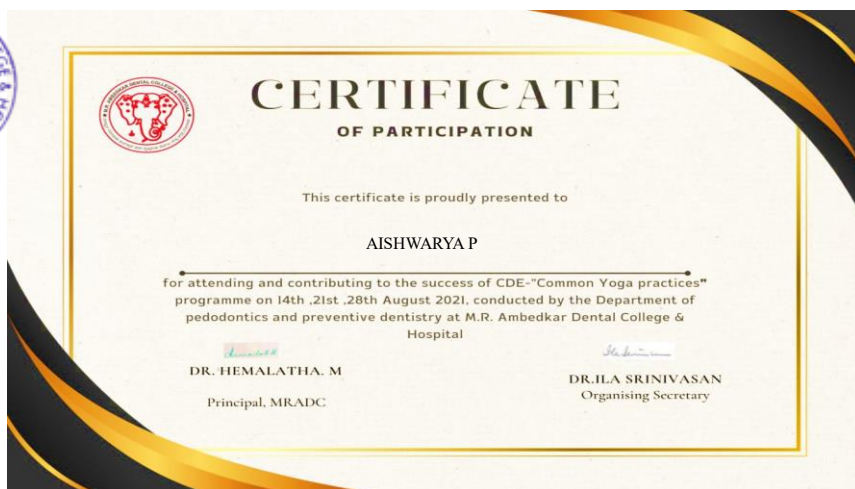 CERTIFICATE
OF PARTICIPATION
This certificate is proudly presented to
AISHWARYA P
for attending and contributing to the success of CDE-"Common Yoga practices"
programme on 14th ,21st ,28th August 2021, conducted by the Department of
pedodontics and preventive dentistry at M.R. Ambedkar Dental College &
Hospital
DR. HEMALATHA. M
Principal, MRADC
DR.ILA SRINIVASAN
Organising Secretary